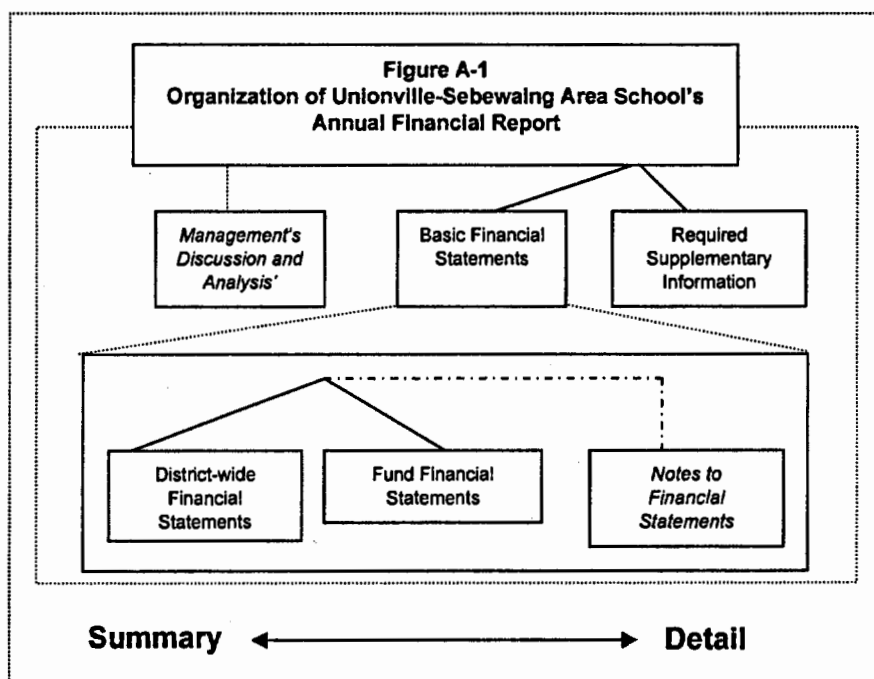 Figure A-1
Organization of Unionville-Sebewaing Area School's
Annual Financial Report
Management's
Discussion and
Analysis'
Basic Financial
Statements
Required
Supplementary
Information
District-wide
Financial
Statements
Fund Financial
Statements
Notes to
Financial
Statements
Summary
Detail